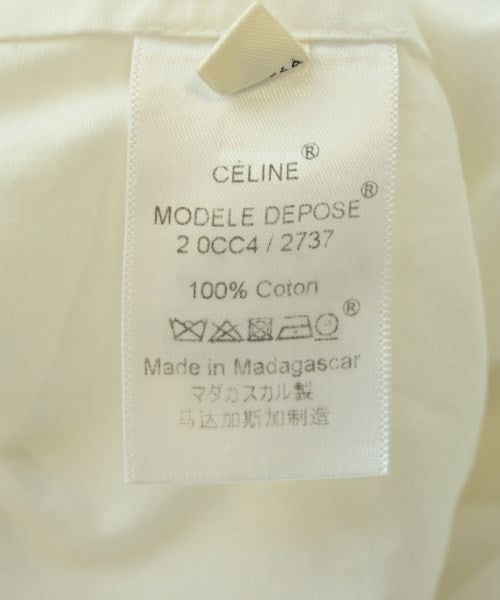 CÉLINE®
MODELE DEPOSE®
2 0CC4 / 2737
100% Coton
®
Made in Madagascar
マダガスカル製
马达加斯加制造